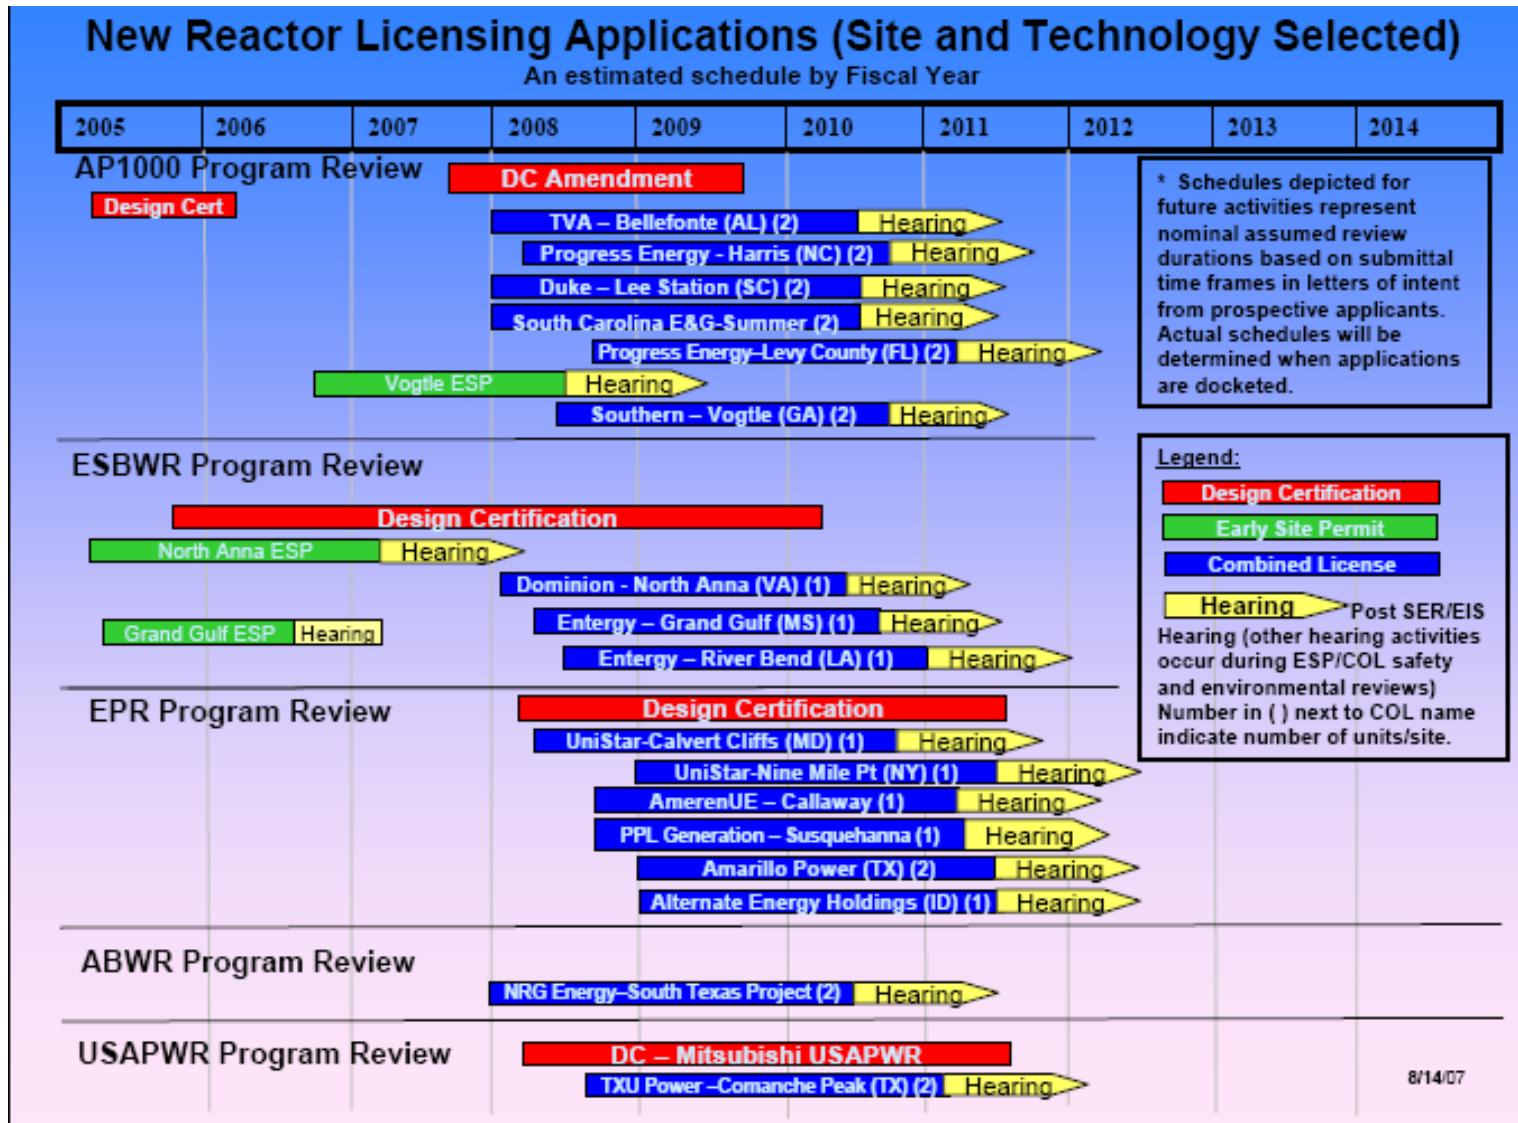 New Reactor Licensing Applications (Site and Technology Selected)
An estimated schedule by Fiscal Year
2005 2006 2007 2008 2009 2010 2011 2012 2013 2014
AP1000 Program Review
DC Amendment
Design Cert
TVA – Bellefonte (AL) (2) Hearing
Progress Energy - Harris (NC) (2) Hearing
Duke – Lee Station (SC) (2) Hearing
South Carolina E&G-Summer (2) Hearing
Progress Energy–Levy County (FL) (2) Hearing
Vogtle ESP Hearing
Southern – Vogtle (GA) (2) Hearing
* Schedules depicted for
future activities represent
nominal assumed review
durations based on submittal
time frames in letters of intent
from prospective applicants.
Actual schedules will be
determined when applications
are docketed.
ESBWR Program Review
Design Certification
North Anna ESP Hearing
Dominion - North Anna (VA) (1) Hearing
Entergy – Grand Gulf (MS) (1) Hearing
Grand Gulf ESP Hearing
Entergy – River Bend (LA) (1) Hearing
Legend:
Design Certification
Early Site Permit
Combined License
Hearing Post SER/EIS
Hearing (other hearing activities
occur during ESP/COL safety
and environmental reviews)
Number in ( ) next to COL name
indicate number of units/site.
EPR Program Review
Design Certification
UniStar-Calvert Cliffs (MD) (1) Hearing
UniStar-Nine Mile Pt (NY) (1) Hearing
AmerenUE – Callaway (1) Hearing
PPL Generation – Susquehanna (1) Hearing
Amarillo Power (TX) (2) Hearing
Alternate Energy Holdings (ID) (1) Hearing
ABWR Program Review
NRG Energy–South Texas Project (2) Hearing
USAPWR Program Review
DC – Mitsubishi USAPWR
TXU Power –Comanche Peak (TX) (2) Hearing
8/14/07